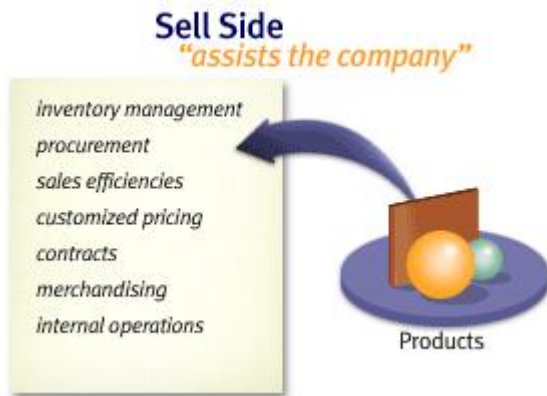 Sell Side
“assists the company”
inventory management
procurement
sales efficiencies
customized pricing
contracts
merchandising
internal operations
Products